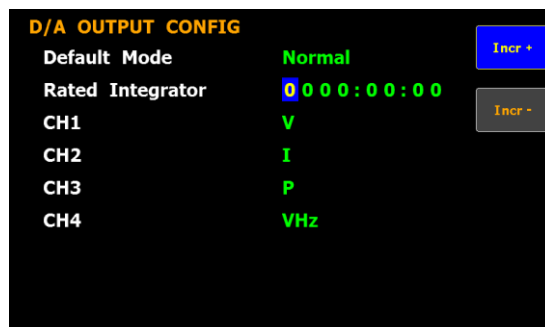 D/A OUTPUT CONFIG
Default Mode Normal
Incr +
Rated Integrator 0000:00:00
Incr -
CH1 V
CH2 I
CH3 P
CH4 VHz